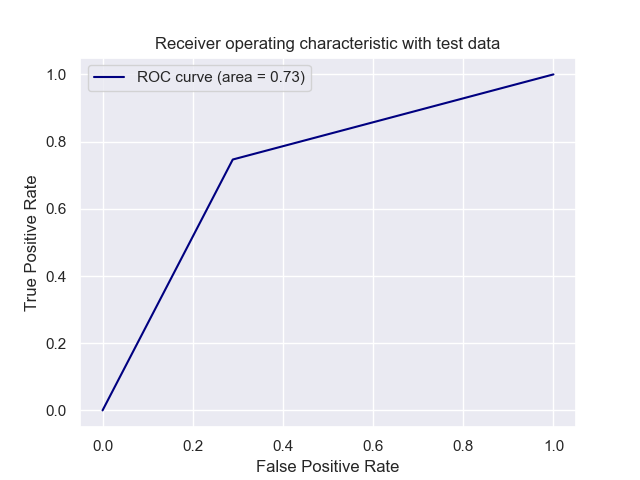 Receiver operating characteristic with test data
ROC curve (area = 0.73)
1.0
0.8
0.6
0.4
0.2
0.0
True Positive Rate
0.0 0.2 0.4 0.6 0.8 1.0
False Positive Rate